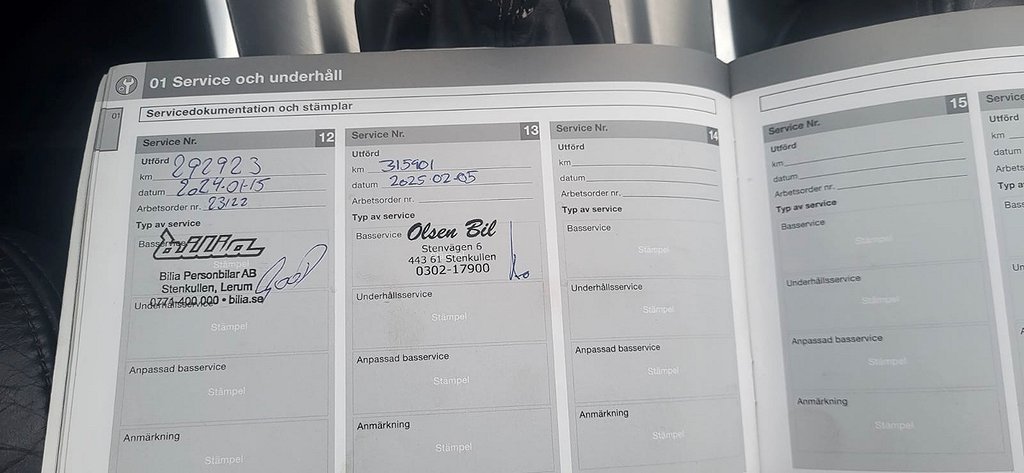 01 Service och underhåll
01
Servicedokumentation och stämplar
Service Nr. 12
Utförd
km 292923
datum 2024-01-15
Arbetsorder nr. 23122
Typ av service
Basservice
bilia
Stämpel
Bilia Personbilar AB
Stenkullen, Lerum
0771-400 000 • bilia.se
Underhållsservice
Stämpel
Anpassad basservice
Stämpel
Anmärkning
Stämpel
Service Nr. 13
Utförd
km 315901
datum 2025-02-05
Arbetsorder nr.
Typ av service
Basservice
Olsen Bil
Stenvägen 6
443 61 Stenkullen
0302-17900
Underhållsservice
Stämpel
Anpassad basservice
Stämpel
Anmärkning
Stämpel
Service Nr. 14
Utförd
km
datum
Arbetsorder nr.
Typ av service
Basservice
Stämpel
Underhållsservice
Stämpel
Anpassad basservice
Stämpel
Anmärkning
Stämpel
Service Nr. 15
Utförd
km
datum
Arbetsorder nr.
Typ av service
Basservice
Stämpel
Underhållsservice
Stämpel
Anpassad basservice
Stämpel
Anmärkning
Stämpel
Service
Utförd
km
datum